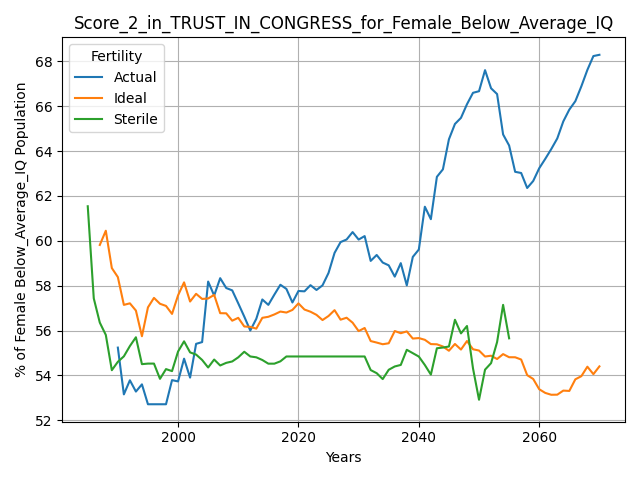 Score_2_in_TRUST_IN_CONGRESS_for_Female_Below_Average_IQ
Fertility
Actual
Ideal
Sterile
% of Female Below_Average_IQ Population
68
66
64
62
60
58
56
54
52
2000
2020
2040
2060
Years